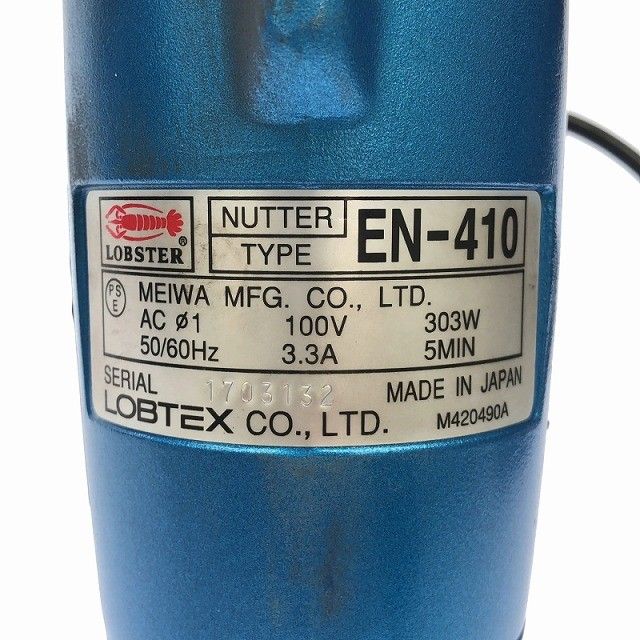 LOBSTER®
NUTTER
TYPE
EN-410
PS
E
MEIWA MFG. CO., LTD.
AC ø1 100V 303W
50/60Hz 3.3A 5MIN
SERIAL 1703132 MADE IN JAPAN
LOBTEX CO., LTD. M420490A